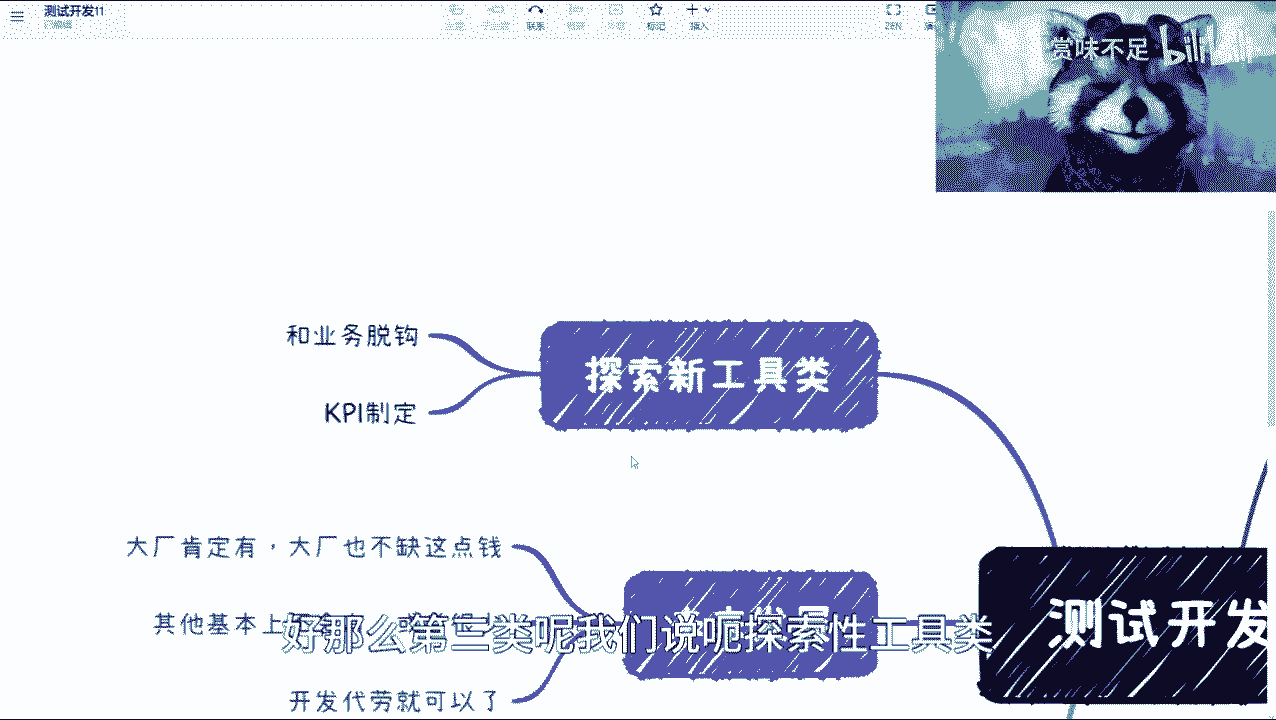 测试开发11
已编辑
联系
标记
插入
ZEN
赏味不足 bili
和业务脱钩
探索新工具类
KPI制定
大厂肯定有，大厂也不缺这点钱
测试开发
其他基本上
好那么第三类呢我们说呃探索性工具类
开发代劳就可以了